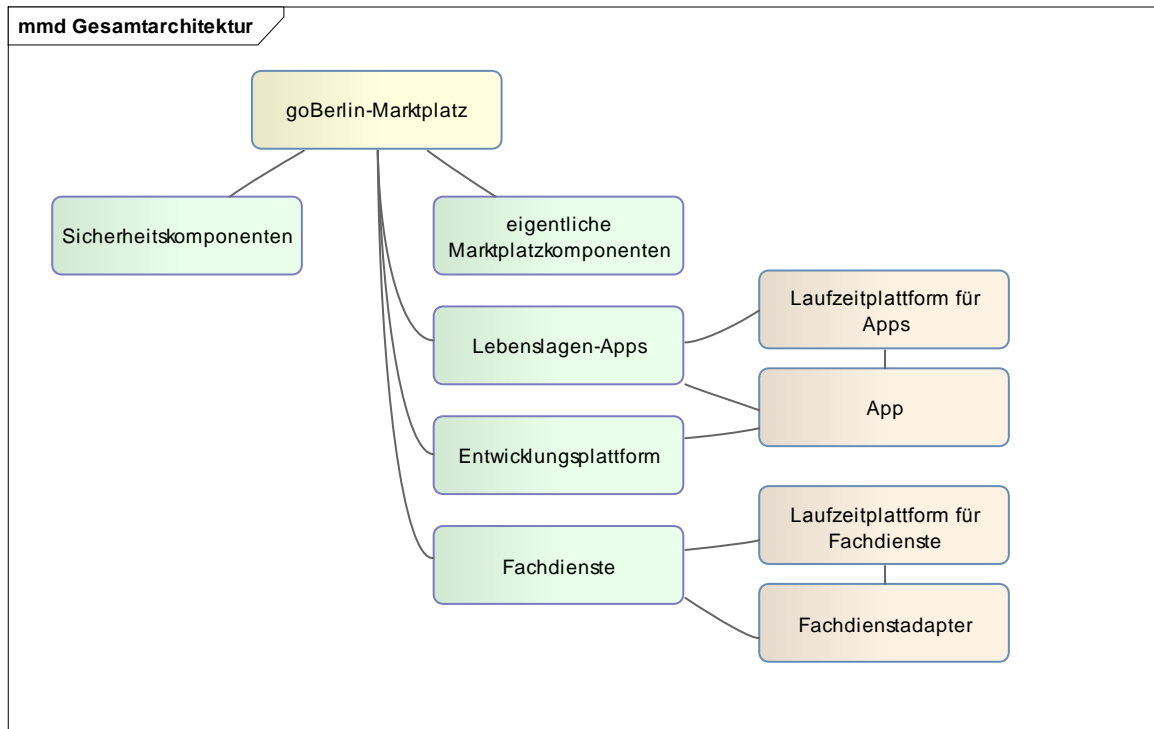 mmd Gesamtarchitektur
goBerlin-Marktplatz
Sicherheitskomponenten
eigentliche
Marktplatzkomponenten
Lebenslagen-Apps
Laufzeitplattform für
Apps
App
Entwicklungsplattform
Laufzeitplattform für
Fachdienste
Fachdienste
Fachdienstadapter